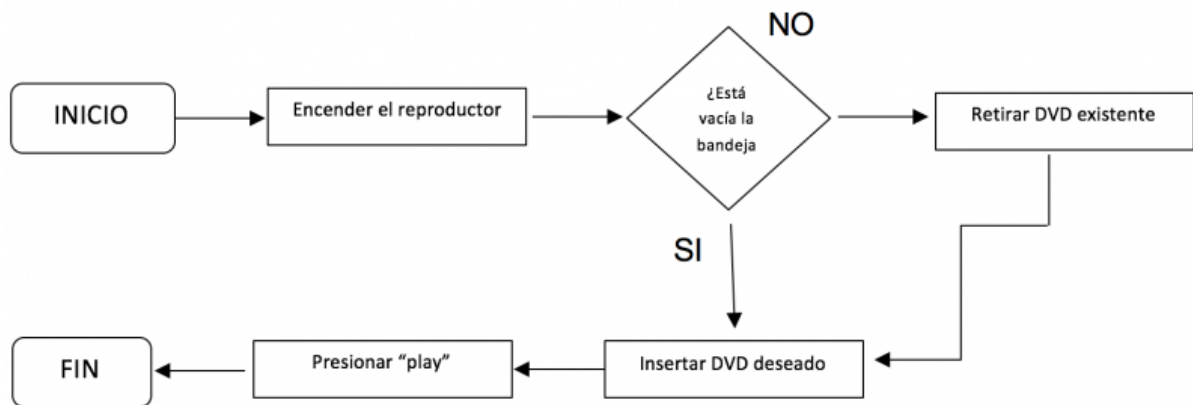 NO
INICIO
Encender el reproductor
¿Está
vacía la
bandeja
Retirar DVD existente
SI
FIN
Presionar “play”
Insertar DVD deseado